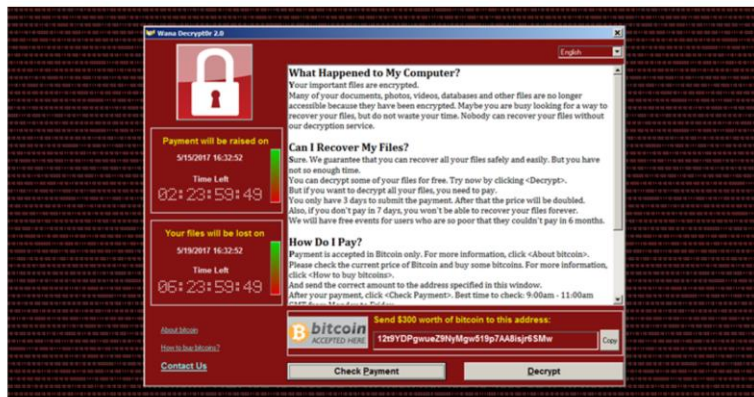 Wana Decrypt0r 2.0
English
What Happened to My Computer?
Your important files are encrypted.
Many of your documents, photos, videos, databases and other files are no longer
accessible because they have been encrypted. Maybe you are busy looking for a way to
recover your files, but do not waste your time. Nobody can recover your files without
our decryption service.
Can I Recover My Files?
Sure. We guarantee that you can recover all your files safely and easily. But you have
not so enough time.
You can decrypt some of your files for free. Try now by clicking <Decrypt>.
But if you want to decrypt all your files, you need to pay.
You only have 3 days to submit the payment. After that the price will be doubled.
Also, if you don't pay in 7 days, you won't be able to recover your files forever.
We will have free events for users who are so poor that they couldn't pay in 6 months.
How Do I Pay?
Payment is accepted in Bitcoin only. For more information, click <About bitcoin>.
Please check the current price of Bitcoin and buy some bitcoins. For more information,
click <How to buy bitcoins>.
And send the correct amount to the address specified in this window.
After your payment, click <Check Payment>. Best time to check: 9:00am - 11:00am
GMT from Monday to Friday.
Payment will be raised on
5/15/2017 16:32:52
Time Left
02:23:59:49
Your files will be lost on
5/19/2017 16:32:52
Time Left
06:23:59:49
About bitcoin
How to buy bitcoins?
Contact Us
bitcoin
ACCEPTED HERE
Send $300 worth of bitcoin to this address:
12t9YDPgwueZ9NyMgw519p7AA8isjr6SMw
Copy
Check Payment
Decrypt